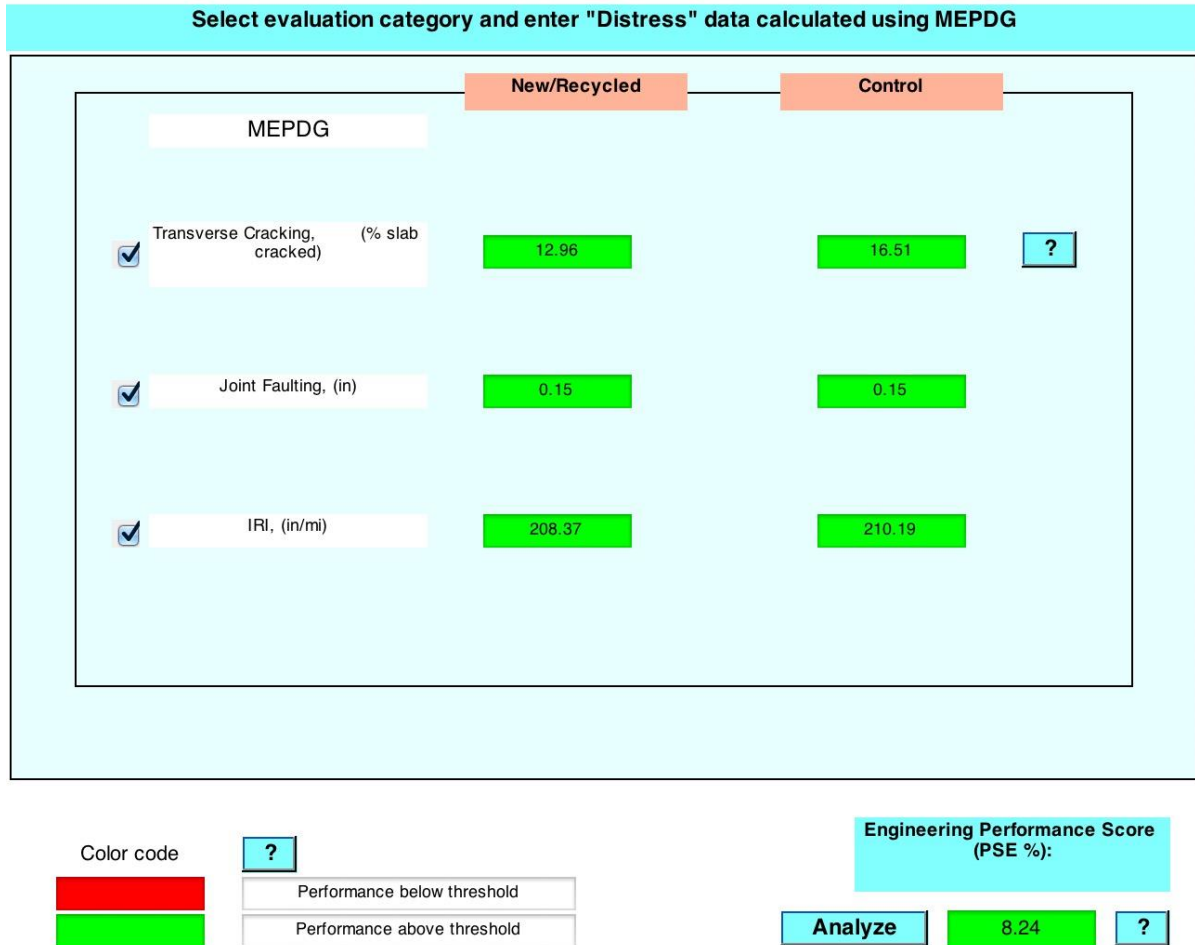 Select evaluation category and enter "Distress" data calculated using MEPDG
New/Recycled
Control
MEPDG
Transverse Cracking, (% slab
cracked)
12.96
16.51
?
Joint Faulting, (in)
0.15
0.15
IRI, (in/mi)
208.37
210.19
Color code
?
Performance below threshold
Performance above threshold
Engineering Performance Score
(PSE %):
Analyze
8.24
?